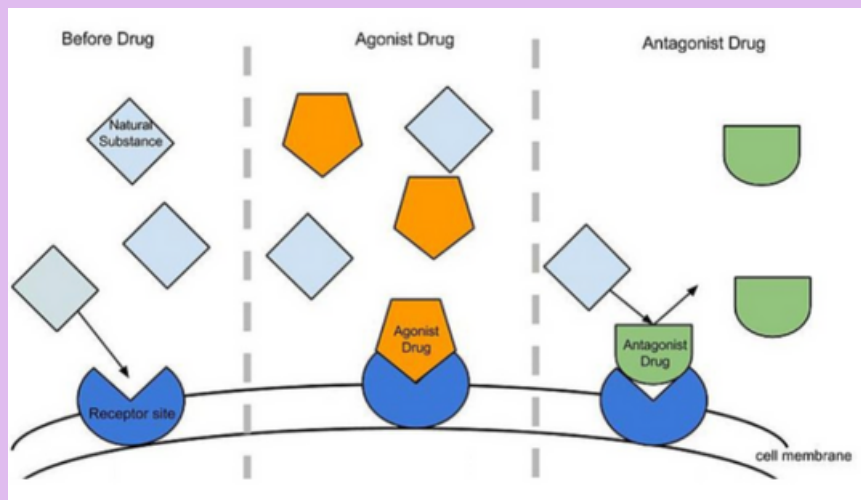 Before Drug
Agonist Drug
Antagonist Drug
Natural
Substance
Agonist
Drug
Antagonist
Drug
Receptor site
cell membrane